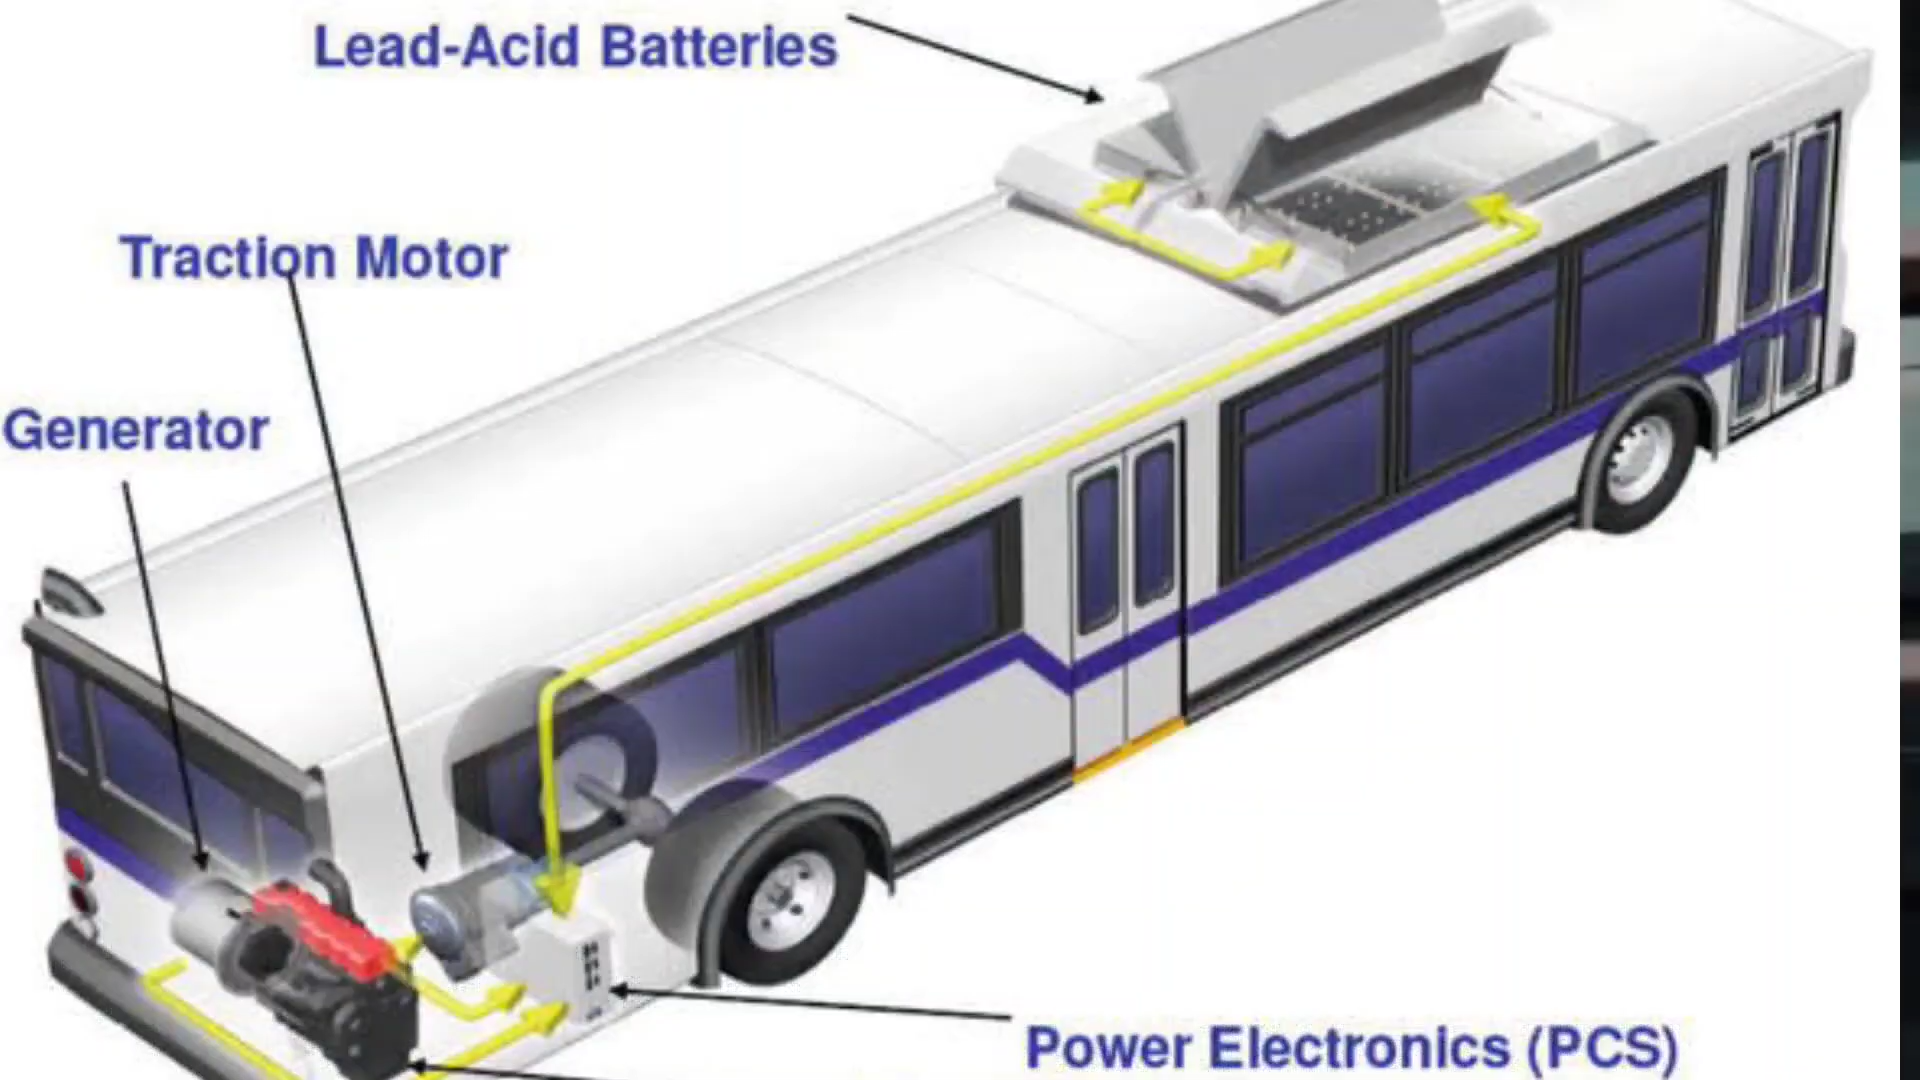 Lead-Acid Batteries
Traction Motor
Generator
Power Electronics (PCS)